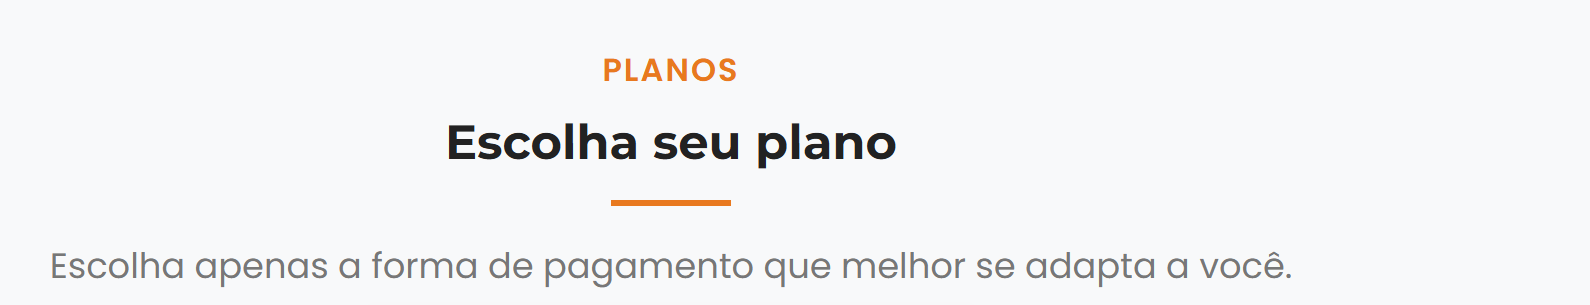 PLANOS
Escolha seu plano
Escolha apenas a forma de pagamento que melhor se adapta a você.